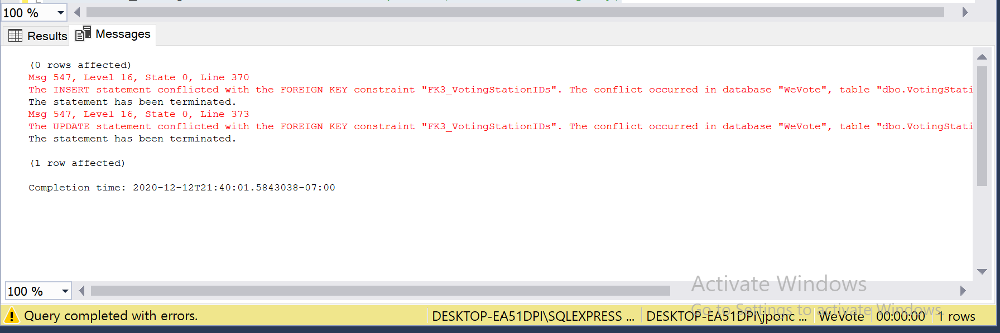 100 %
Results
Messages
(0 rows affected)
Msg 547, Level 16, State 0, Line 370
The INSERT statement conflicted with the FOREIGN KEY constraint "FK3_VotingStationIDs". The conflict occurred in database "WeVote", table "dbo.VotingStati
The statement has been terminated.
Msg 547, Level 16, State 0, Line 373
The UPDATE statement conflicted with the FOREIGN KEY constraint "FK3_VotingStationIDs". The conflict occurred in database "WeVote", table "dbo.VotingStati
The statement has been terminated.
(1 row affected)
Completion time: 2020-12-12T21:40:01.5843038-07:00
Activate Windows
Go to Settings to activate Windows.
100 %
Query completed with errors.
DESKTOP-EA51DPI\SQLEXPRESS ...
DESKTOP-EA51DPI\jponc ...
WeVote
00:00:00
1 rows